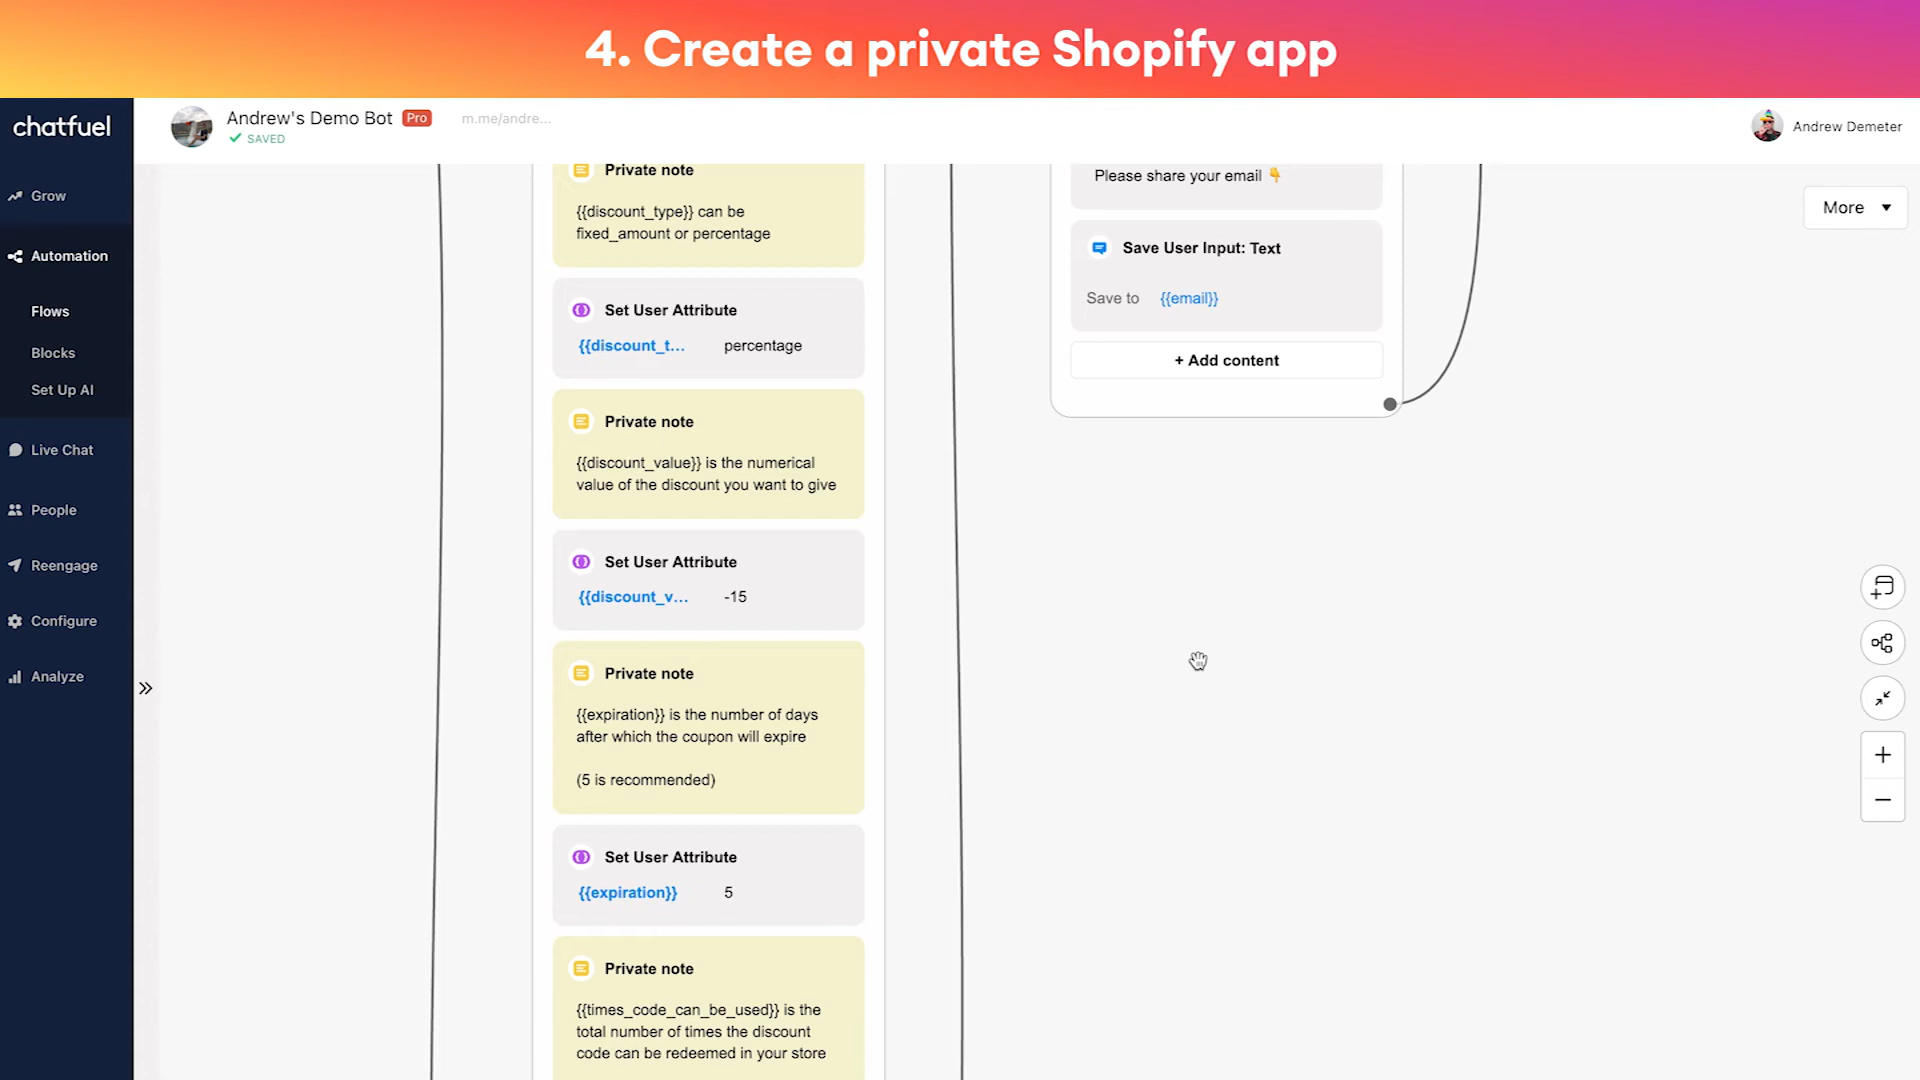 4. Create a private Shopify app
chatfuel
Andrew's Demo Bot
Pro
m.me/andre...
SAVED
Andrew Demeter
Grow
Automation
Flows
Blocks
Set Up AI
Live Chat
People
Reengage
Configure
Analyze
Private note
{{discount_type}} can be
fixed_amount or percentage
Set User Attribute
{{discount_t... percentage
Private note
{{discount_value}} is the numerical
value of the discount you want to give
Set User Attribute
{{discount_v... -15
Private note
{{expiration}} is the number of days
after which the coupon will expire
(5 is recommended)
Set User Attribute
{{expiration}} 5
Private note
{{times_code_can_be_used}} is the
total number of times the discount
code can be redeemed in your store
Please share your email 👇
Save User Input: Text
Save to {{email}}
+ Add content
More